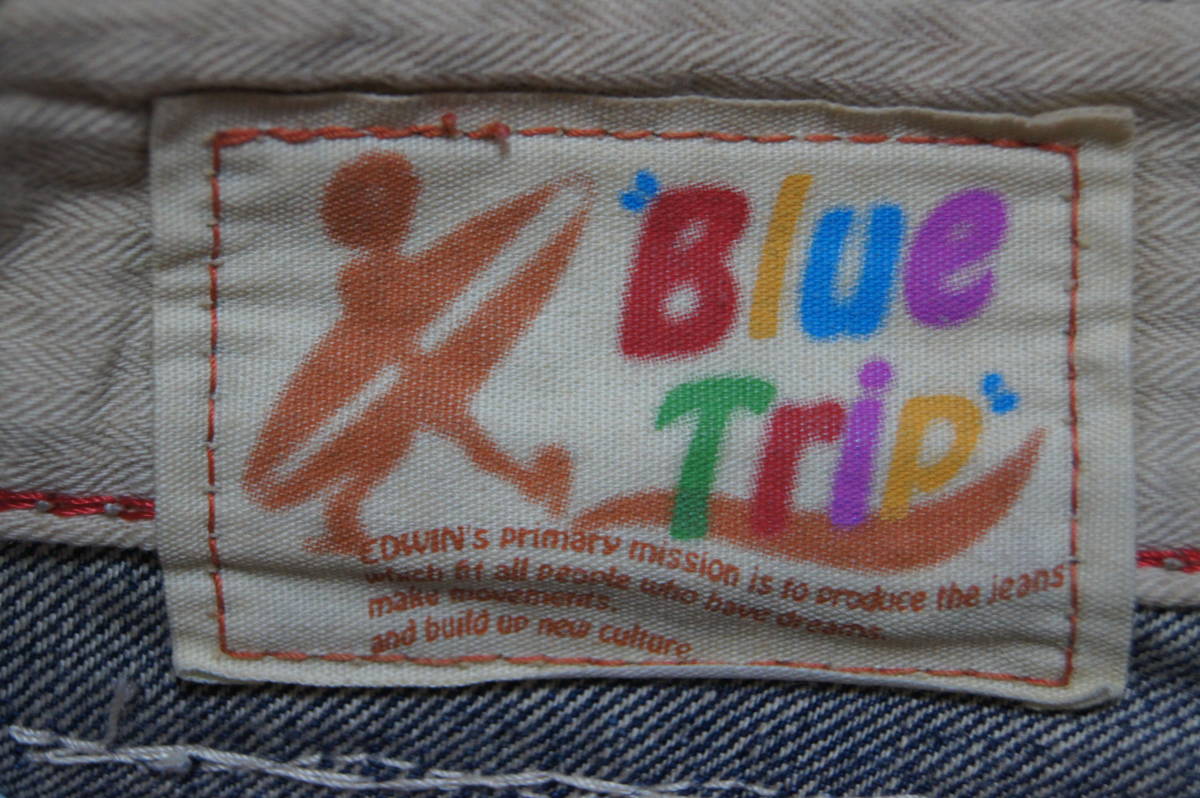 Blue
Trip
EDWIN's primary mission is to produce the jeans
which fit all people who have dreams.
make movements.
and build up new culture.